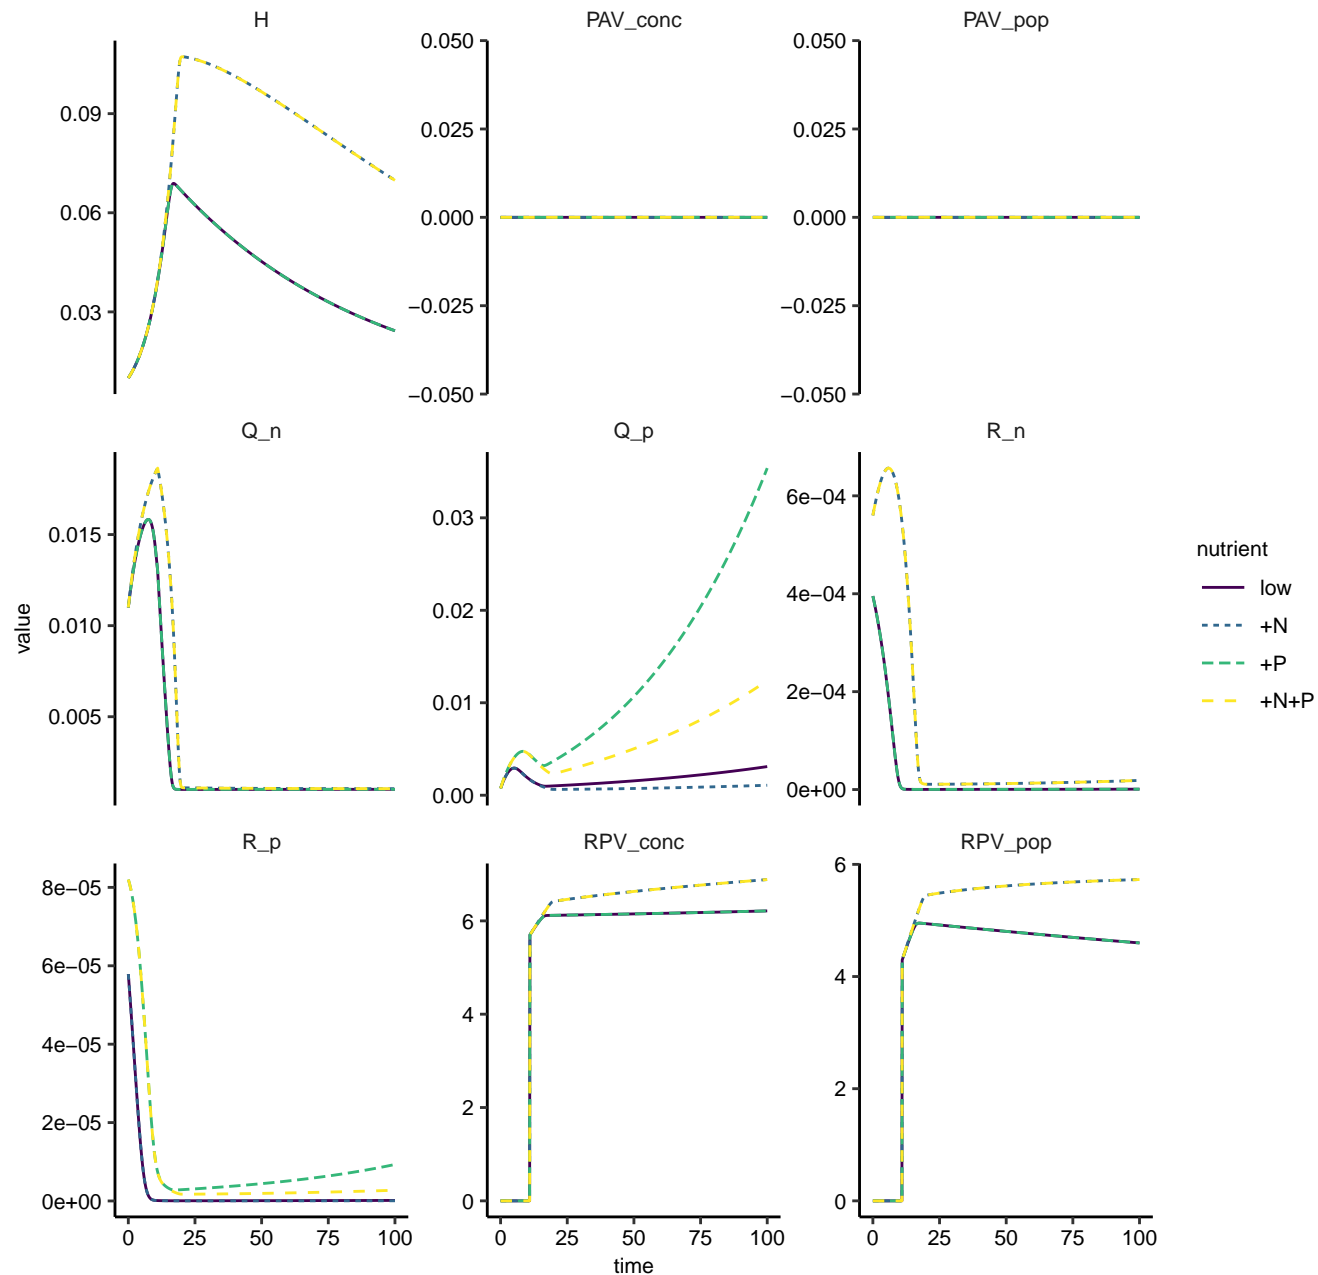 H
PAV_conc
PAV_pop
0.09
0.06
0.03
0.050
0.025
0.000
−0.025
−0.050
0.050
0.025
0.000
−0.025
−0.050
Q_n
Q_p
R_n
0.015
0.010
0.005
0.03
0.02
0.01
0.00
6e−04
4e−04
2e−04
0e+00
value
nutrient
low
+N
+P
+N+P
R_p
RPV_conc
RPV_pop
8e−05
6e−05
4e−05
2e−05
0e+00
6
4
2
0
6
4
2
0
0 25 50 75 100
0 25 50 75 100
0 25 50 75 100
time